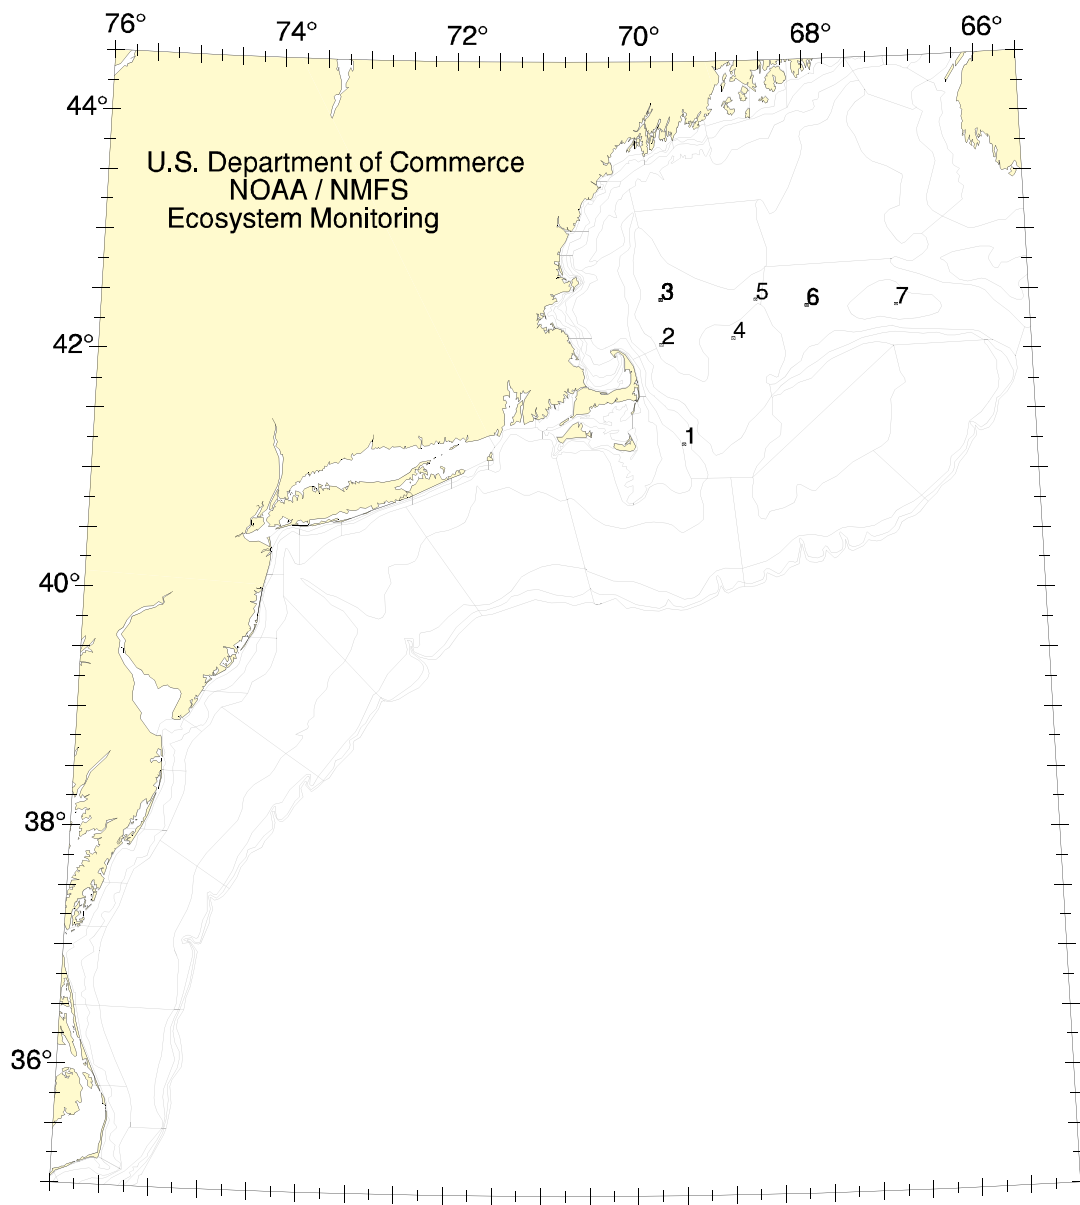 76° 74° 72° 70° 68° 66°
44°
U.S. Department of Commerce
NOAA / NMFS
Ecosystem Monitoring
3 5 6 7
42° 2 4
1
40°
38°
36°